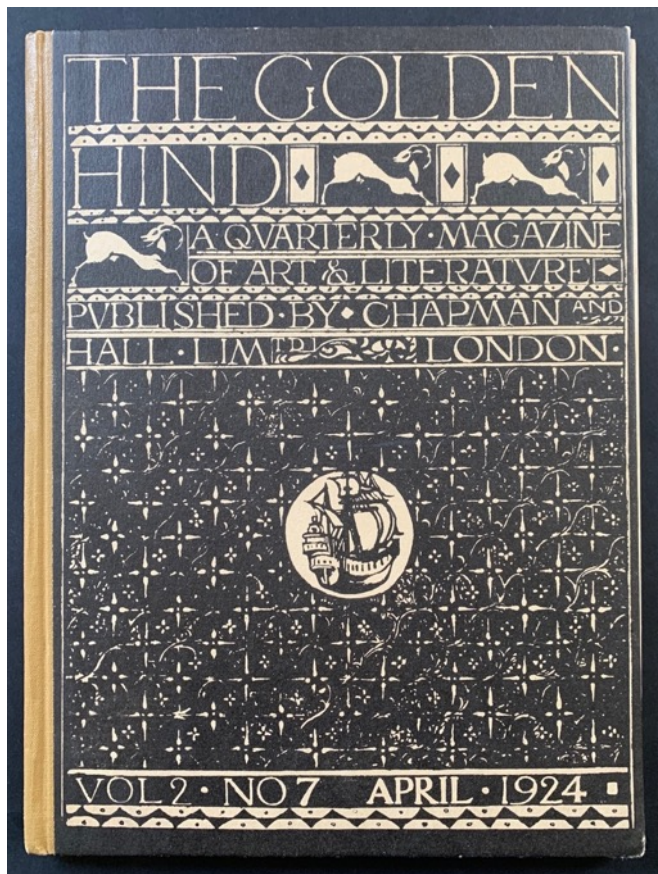 THE GOLDEN
HIND
A·QVARTERLY·MAGAZINE
OF ART & LITERATVRE
PVBLISHED·BY·CHAPMAN AND
HALL·LIMTD LONDON·
VOL 2·NO 7 APRIL·1924